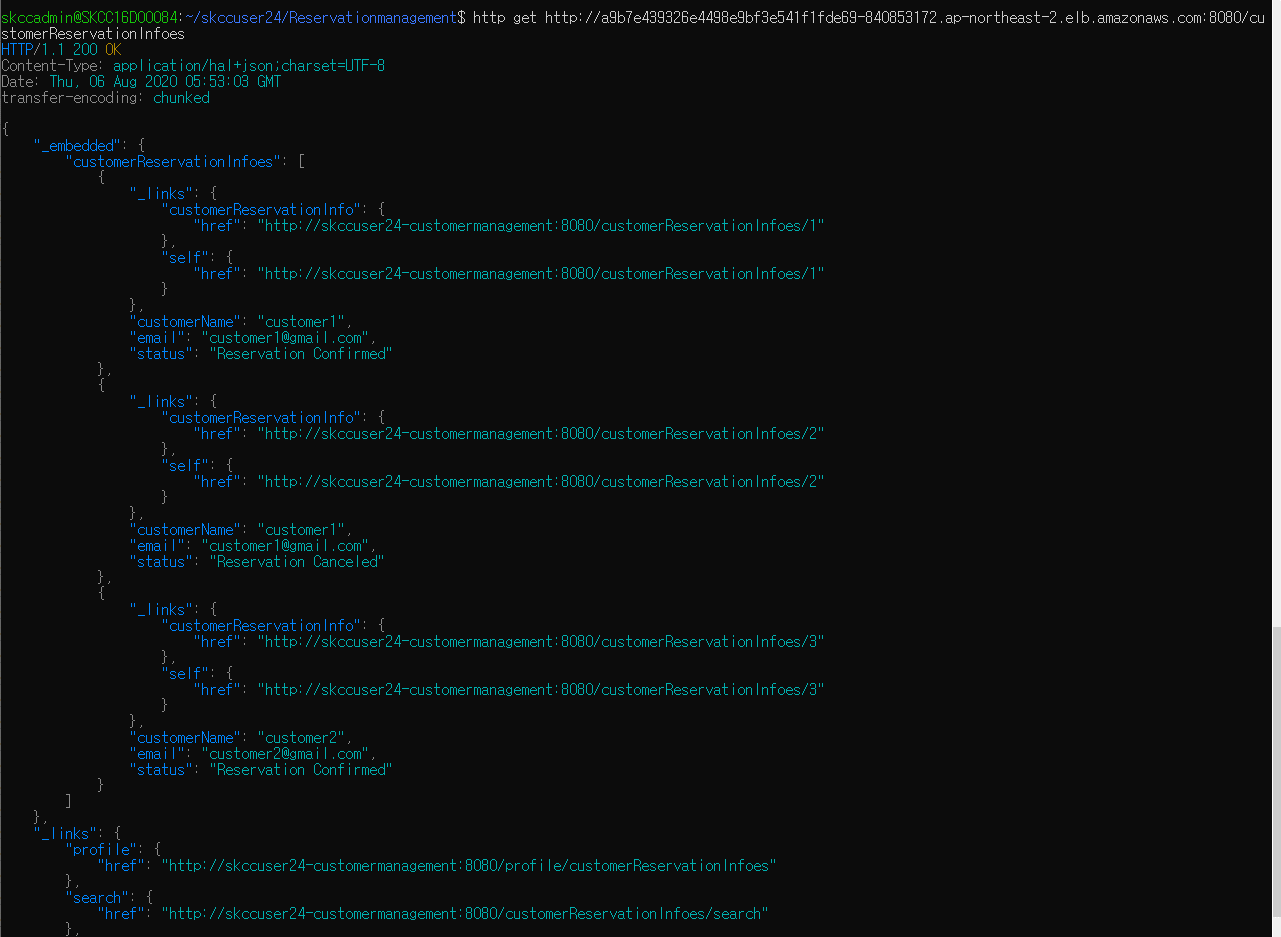 skccadmin@SKCC16D00084:~/skccuser24/Reservationmanagement$ http get http://a9b7e439326e4498e9bf3e541f1fde69-840853172.ap-northeast-2.elb.amazonaws.com:8080/cu
stomerReservationInfoes
HTTP/1.1 200 OK
Content-Type: application/hal+json;charset=UTF-8
Date: Thu, 06 Aug 2020 05:53:03 GMT
transfer-encoding: chunked

{
    "_embedded": {
        "customerReservationInfoes": [
            {
                "_links": {
                    "customerReservationInfo": {
                        "href": "http://skccuser24-customermanagement:8080/customerReservationInfoes/1"
                    },
                    "self": {
                        "href": "http://skccuser24-customermanagement:8080/customerReservationInfoes/1"
                    }
                },
                "customerName": "customer1",
                "email": "customer1@gmail.com",
                "status": "Reservation Confirmed"
            },
            {
                "_links": {
                    "customerReservationInfo": {
                        "href": "http://skccuser24-customermanagement:8080/customerReservationInfoes/2"
                    },
                    "self": {
                        "href": "http://skccuser24-customermanagement:8080/customerReservationInfoes/2"
                    }
                },
                "customerName": "customer1",
                "email": "customer1@gmail.com",
                "status": "Reservation Canceled"
            },
            {
                "_links": {
                    "customerReservationInfo": {
                        "href": "http://skccuser24-customermanagement:8080/customerReservationInfoes/3"
                    },
                    "self": {
                        "href": "http://skccuser24-customermanagement:8080/customerReservationInfoes/3"
                    }
                },
                "customerName": "customer2",
                "email": "customer2@gmail.com",
                "status": "Reservation Confirmed"
            }
        ]
    },
    "_links": {
        "profile": {
            "href": "http://skccuser24-customermanagement:8080/profile/customerReservationInfoes"
        },
        "search": {
            "href": "http://skccuser24-customermanagement:8080/customerReservationInfoes/search"
        },